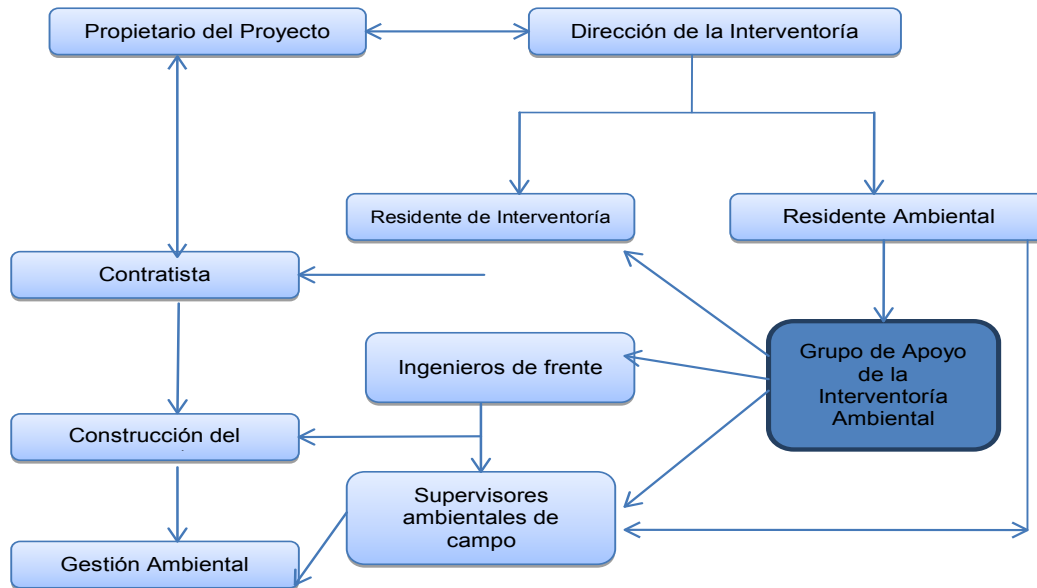 Propietario del Proyecto
Dirección de la Interventoría
Residente de Interventoría
Residente Ambiental
Contratista
Ingenieros de frente
Grupo de Apoyo
de la
Interventoría
Ambiental
Construcción del
Supervisores
ambientales de
campo
Gestión Ambiental